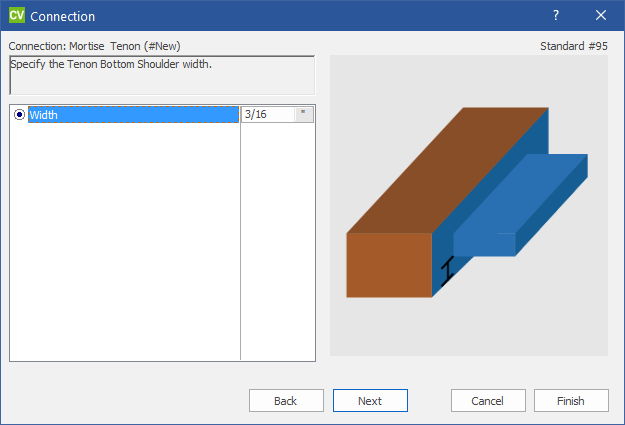 CV Connection ?
Connection: Mortise Tenon (#New)
Standard #95
Specify the Tenon Bottom Shoulder width.
Width 3/16 "
Back Next Cancel Finish